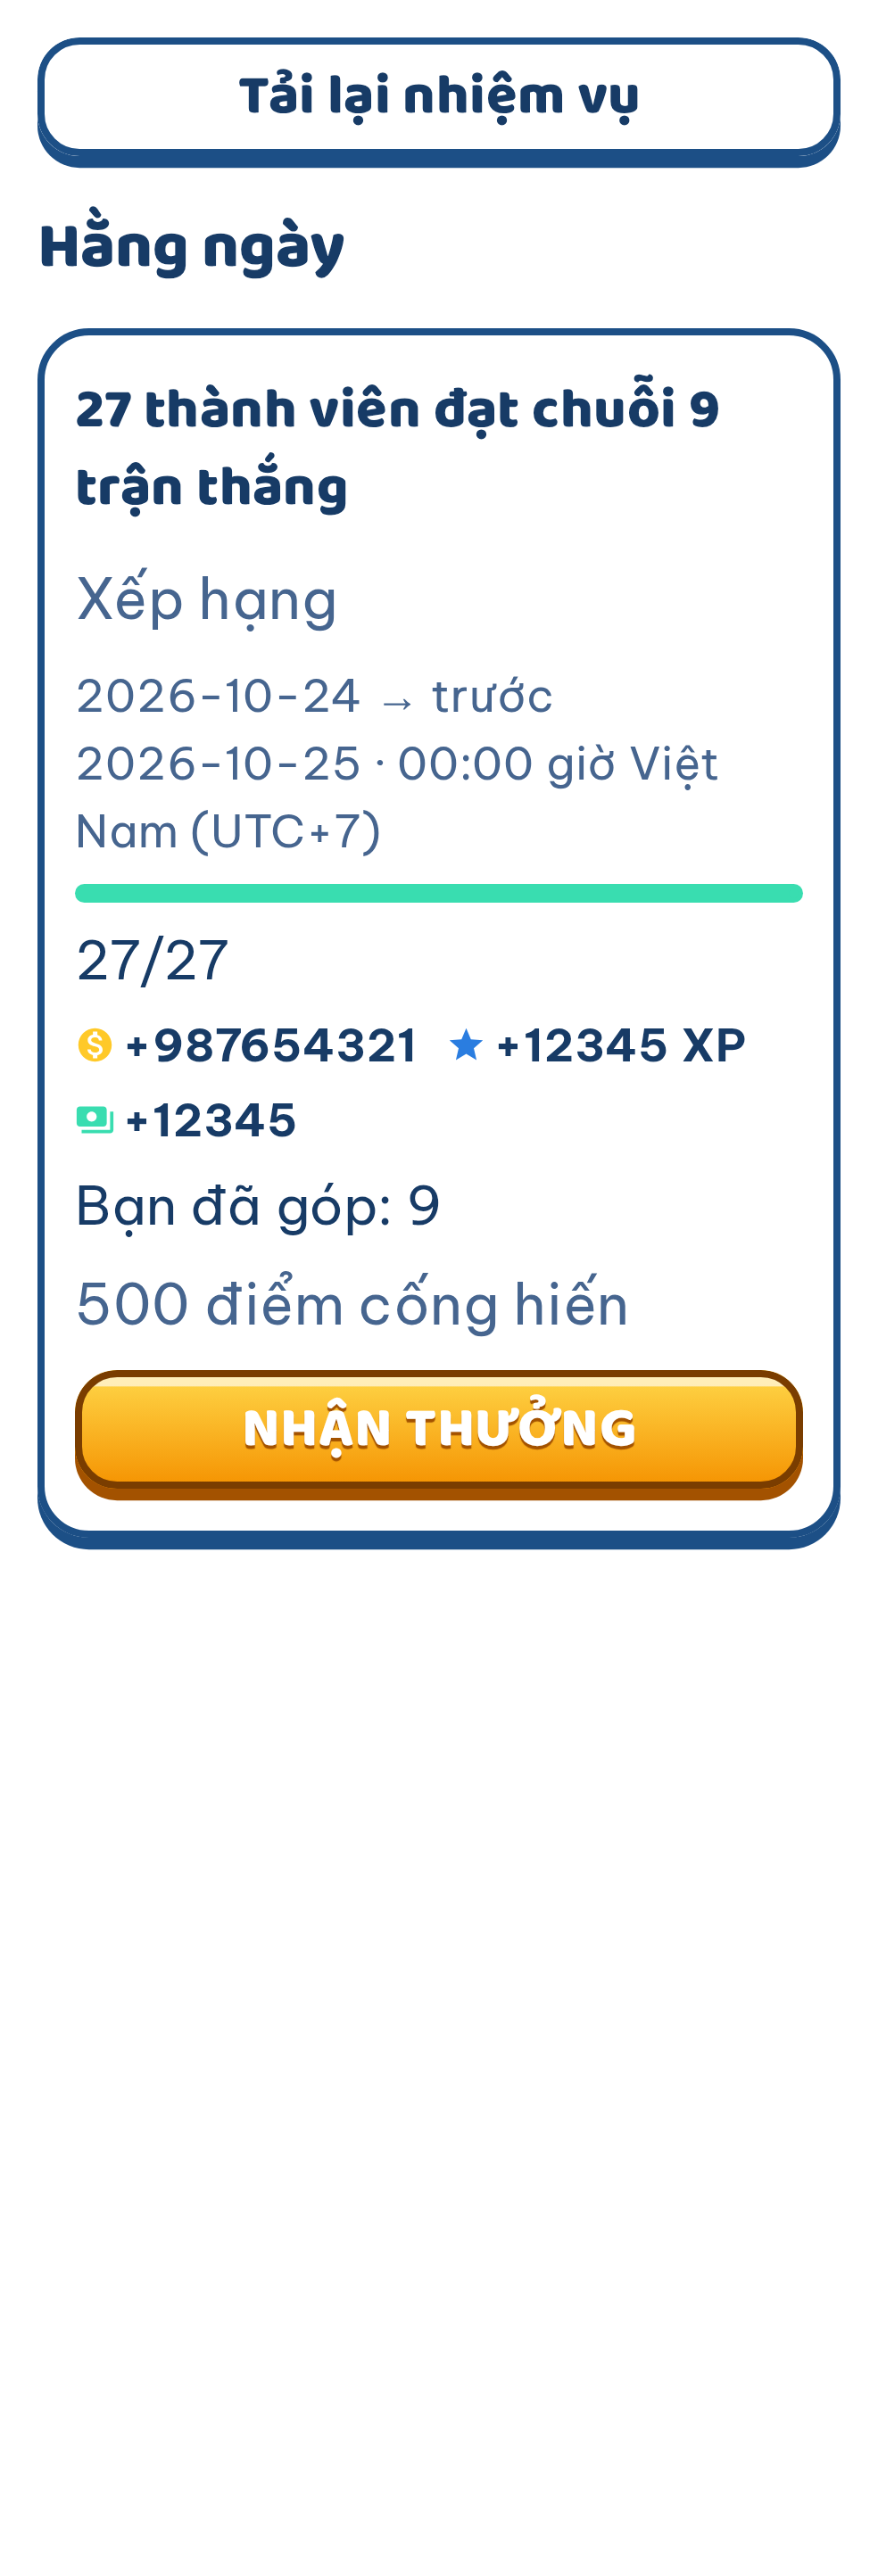 Tải lại nhiệm vụ
Hằng ngày
27 thành viên đạt chuỗi 9
trận thắng
Xếp hạng
2026-10-24 → trước
2026-10-25 · 00:00 giờ Việt
Nam (UTC+7)
27/27
+987654321 +12345 XP
+12345
Bạn đã góp: 9
500 điểm cống hiến
NHẬN THƯỞNG